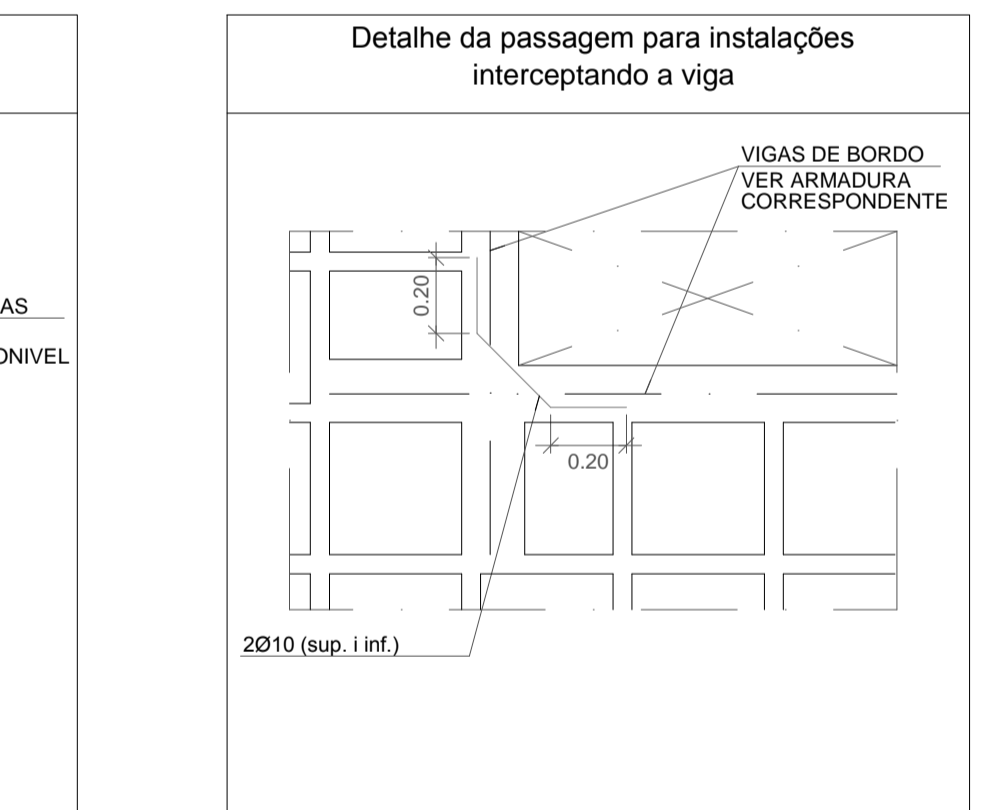 Detalhe da passagem para instalações
interceptando a viga
VIGAS DE BORDO
VER ARMADURA
CORRESPONDENTE
0.20
AS
ONIVEL
0.20
2Ø10 (sup. i inf.)